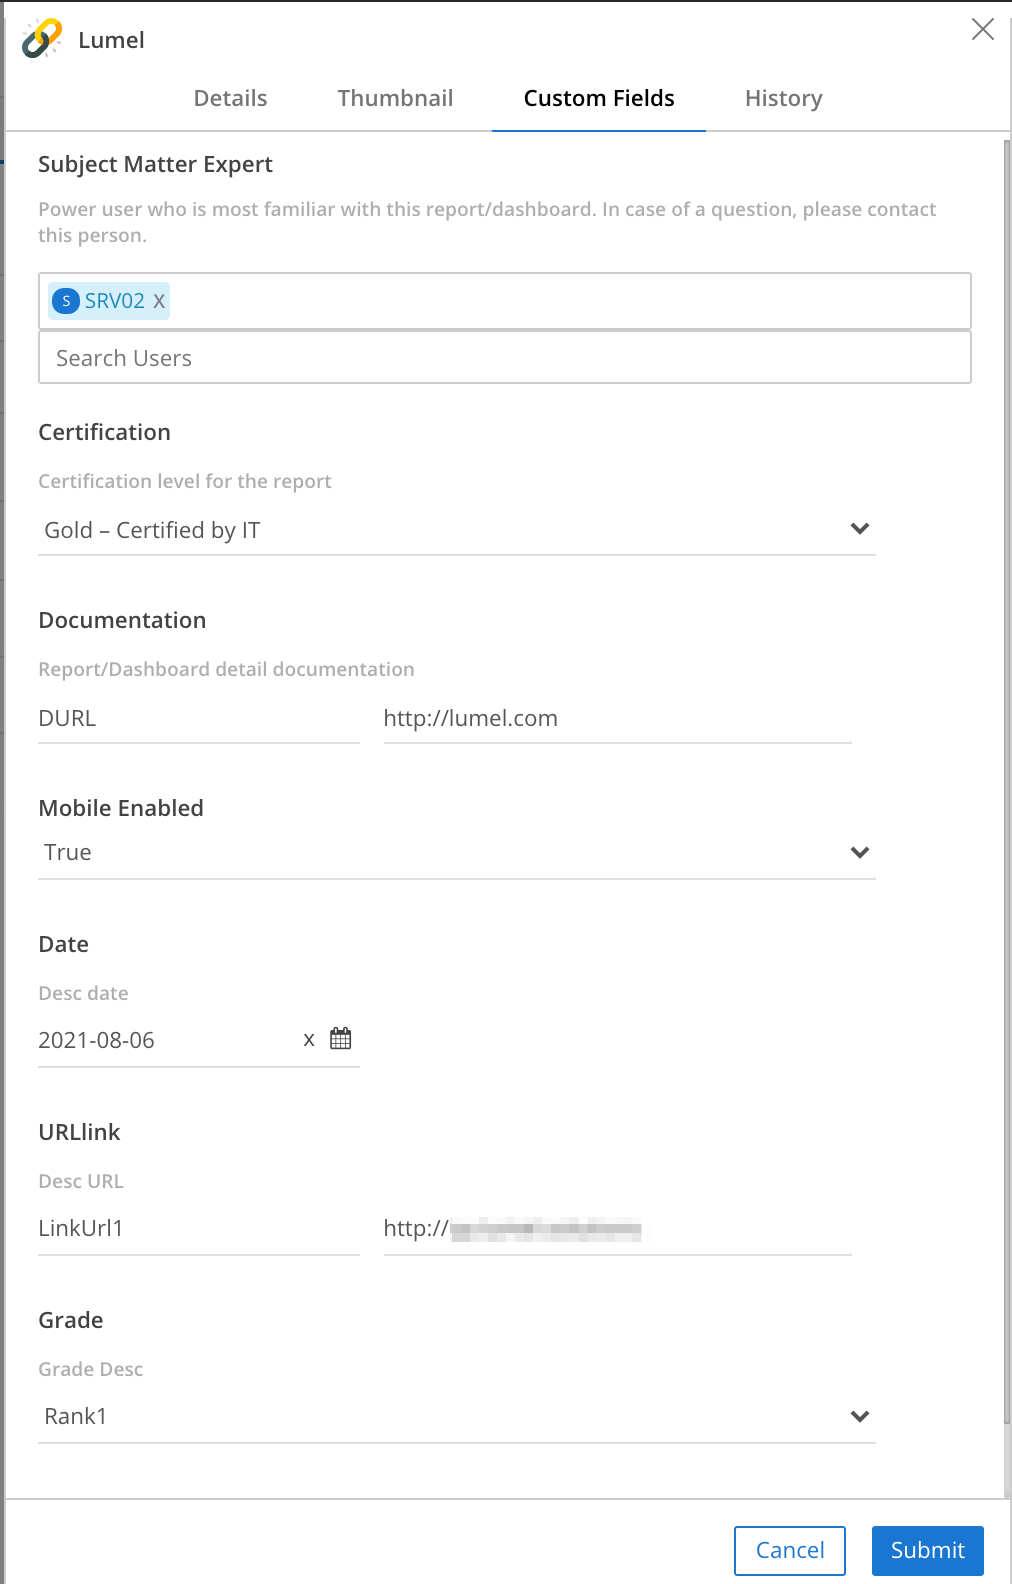 Lumel
Details Thumbnail Custom Fields History
Subject Matter Expert
Power user who is most familiar with this report/dashboard. In case of a question, please contact
this person.
S SRV02 X
Search Users
Certification
Certification level for the report
Gold – Certified by IT
Documentation
Report/Dashboard detail documentation
DURL http://lumel.com
Mobile Enabled
True
Date
Desc date
2021-08-06 x
URLlink
Desc URL
LinkUrl1 http://
Grade
Grade Desc
Rank1
Cancel Submit